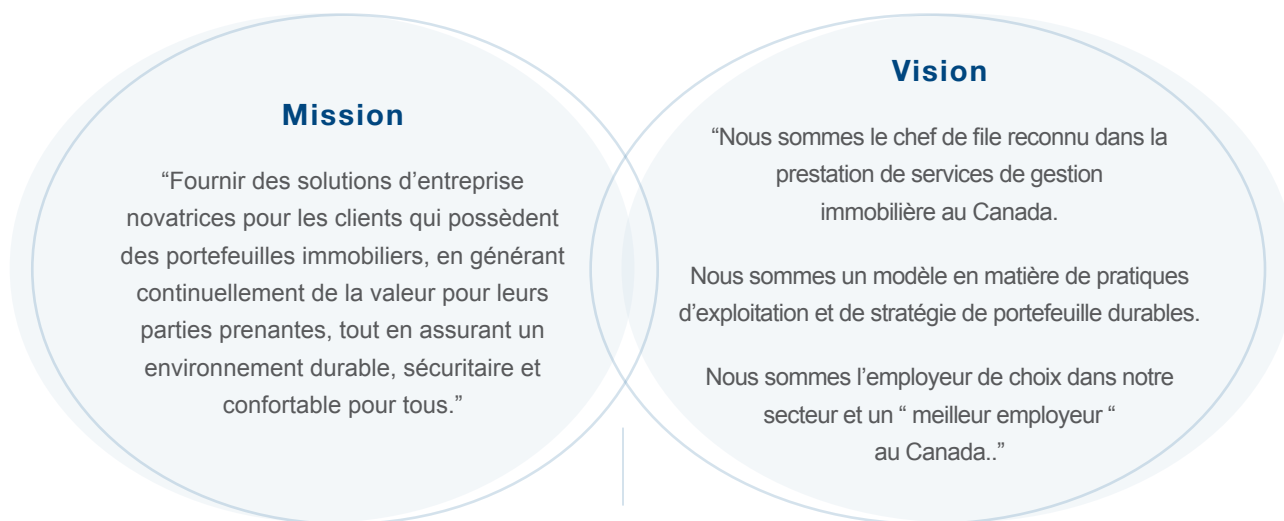 Mission
“Fournir des solutions d’entreprise
novatrices pour les clients qui possèdent
des portefeuilles immobiliers, en générant
continuellement de la valeur pour leurs
parties prenantes, tout en assurant un
environnement durable, sécuritaire et
confortable pour tous.”
Vision
“Nous sommes le chef de file reconnu dans la
prestation de services de gestion
immobilière au Canada.
Nous sommes un modèle en matière de pratiques
d’exploitation et de stratégie de portefeuille durables.
Nous sommes l’employeur de choix dans notre
secteur et un “ meilleur employeur “
au Canada..”